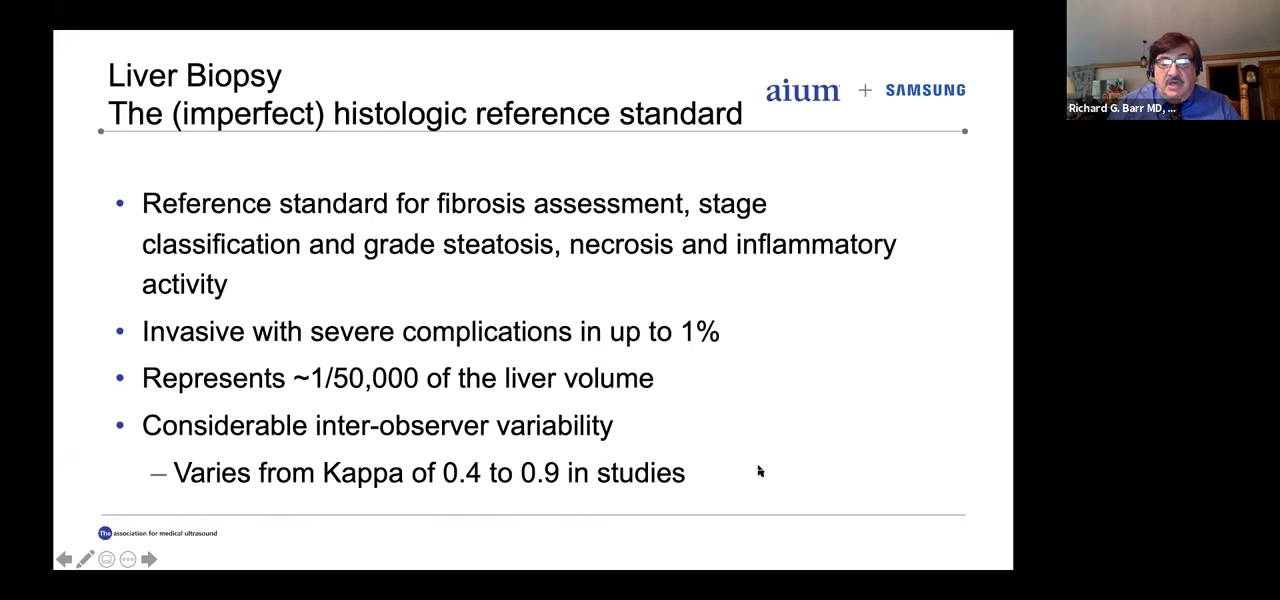 Liver Biopsy
The (imperfect) histologic reference standard
aium + SAMSUNG
Richard G. Barr MD, ...
• Reference standard for fibrosis assessment, stage
classification and grade steatosis, necrosis and inflammatory
activity
• Invasive with severe complications in up to 1%
• Represents ~1/50,000 of the liver volume
• Considerable inter-observer variability
– Varies from Kappa of 0.4 to 0.9 in studies
The association for medical ultrasound